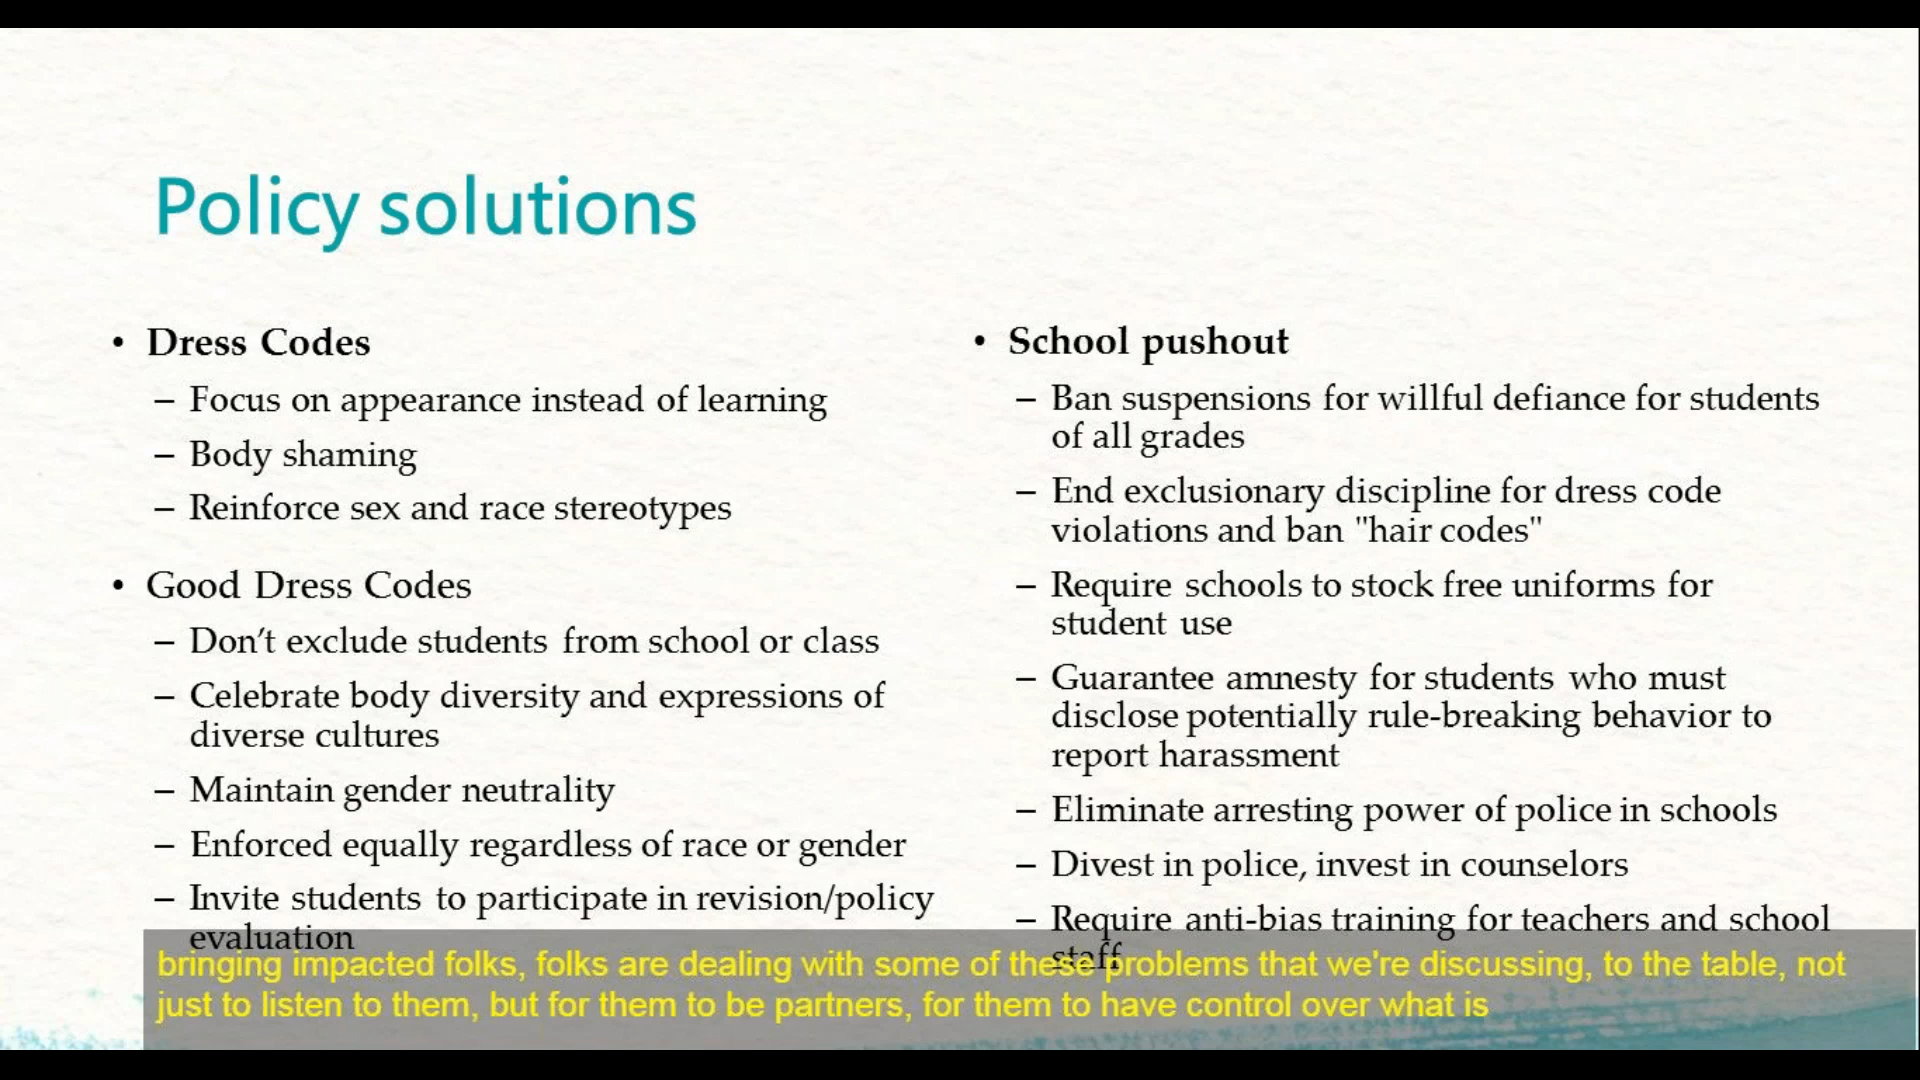 Policy solutions
• Dress Codes
– Focus on appearance instead of learning
– Body shaming
– Reinforce sex and race stereotypes
• Good Dress Codes
– Don’t exclude students from school or class
– Celebrate body diversity and expressions of
diverse cultures
– Maintain gender neutrality
– Enforced equally regardless of race or gender
– Invite students to participate in revision/policy
evaluation
• School pushout
– Ban suspensions for willful defiance for students
of all grades
– End exclusionary discipline for dress code
violations and ban "hair codes"
– Require schools to stock free uniforms for
student use
– Guarantee amnesty for students who must
disclose potentially rule-breaking behavior to
report harassment
– Eliminate arresting power of police in schools
– Divest in police, invest in counselors
– Require anti-bias training for teachers and school
staff
bringing impacted folks, folks are dealing with some of these problems that we're discussing, to the table, not
just to listen to them, but for them to be partners, for them to have control over what is